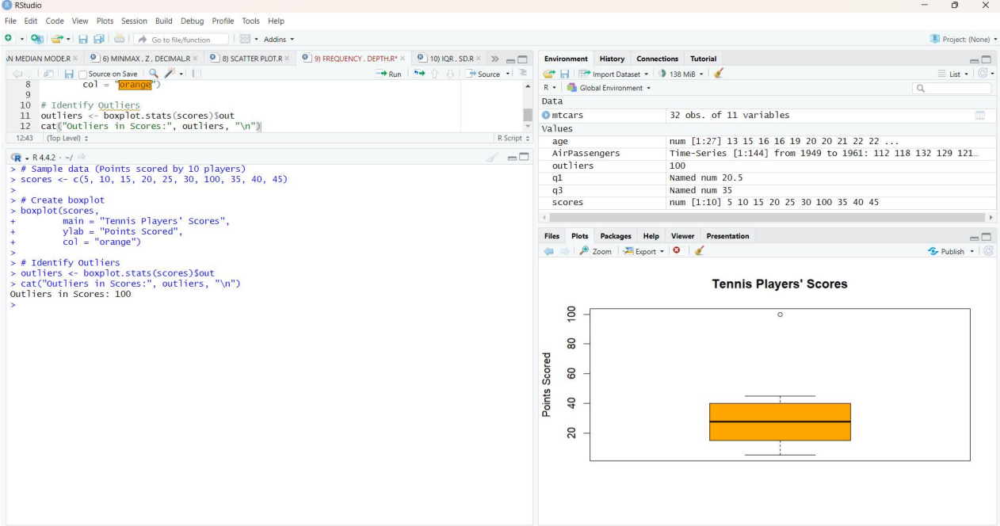 RStudio
File Edit Code View Plots Session Build Debug Profile Tools Help
Go to file/function Addins Project: (None)
AN MEDIAN MODE.R 6) MINMAX , Z , DECIMAL.R 8) SCATTER PLOT.R 9) FREQUENCY , DEPTH.R* 10) IQR , SD.R
Source on Save Run Source
8 col = "orange")
9
10 # Identify Outliers
11 outliers <- boxplot.stats(scores)$out
12 cat("Outliers in Scores:", outliers, "\n")
12:43 (Top Level) R Script
R 4.4.2 · ~/
> # Sample data (Points scored by 10 players)
> scores <- c(5, 10, 15, 20, 25, 30, 100, 35, 40, 45)
>
> # Create boxplot
> boxplot(scores,
+ main = "Tennis Players' Scores",
+ ylab = "Points Scored",
+ col = "orange")
>
> # Identify Outliers
> outliers <- boxplot.stats(scores)$out
> cat("Outliers in Scores:", outliers, "\n")
Outliers in Scores: 100
>
Environment History Connections Tutorial
Import Dataset 138 MiB List
R Global Environment
Data
mtcars 32 obs. of 11 variables
Values
age num [1:27] 13 15 16 16 19 20 20 21 22 22 ...
AirPassengers Time-Series [1:144] from 1949 to 1961: 112 118 132 129 121…
outliers 100
q1 Named num 20.5
q3 Named num 35
scores num [1:10] 5 10 15 20 25 30 100 35 40 45
Files Plots Packages Help Viewer Presentation
Zoom Export Publish
Tennis Players' Scores
Points Scored
100
80
60
40
20